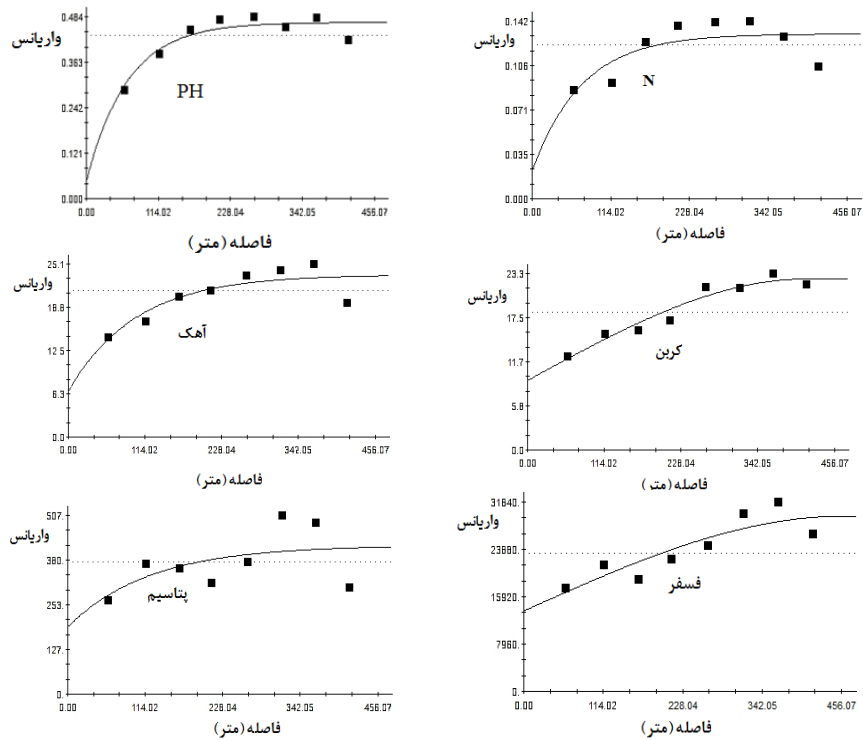 0.484
واریانس
0.363
0.242
0.121
0.000
PH
0.00 114.02 228.04 342.05 456.07
فاصله (متر)
0.142
واریانس
0.106
0.071
0.035
0.000
N
0.00 114.02 228.04 342.05 456.07
فاصله (متر)
25.1
واریانس
18.8
12.5
6.3
0.0
آهک
0.00 114.02 228.04 342.05 456.07
فاصله (متر)
23.3
واریانس
17.5
11.7
5.8
0.0
کربن
0.00 114.02 228.04 342.05 456.07
فاصله (متر)
507.
واریانس
380.
253.
127.
0.
پتاسیم
0.00 114.02 228.04 342.05 456.07
فاصله (متر)
31840.
واریانس
23880.
15920.
7960.
0.
فسفر
0.00 114.02 228.04 342.05 456.07
فاصله (متر)